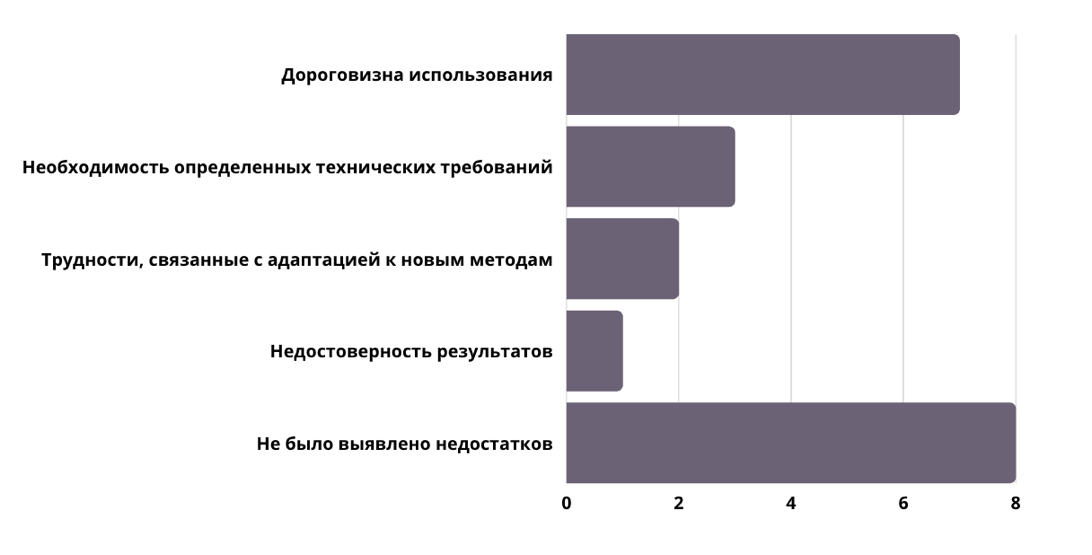 Дороговизна использования
Необходимость определенных технических требований
Трудности, связанные с адаптацией к новым методам
Недостоверность результатов
Не было выявлено недостатков
0 2 4 6 8